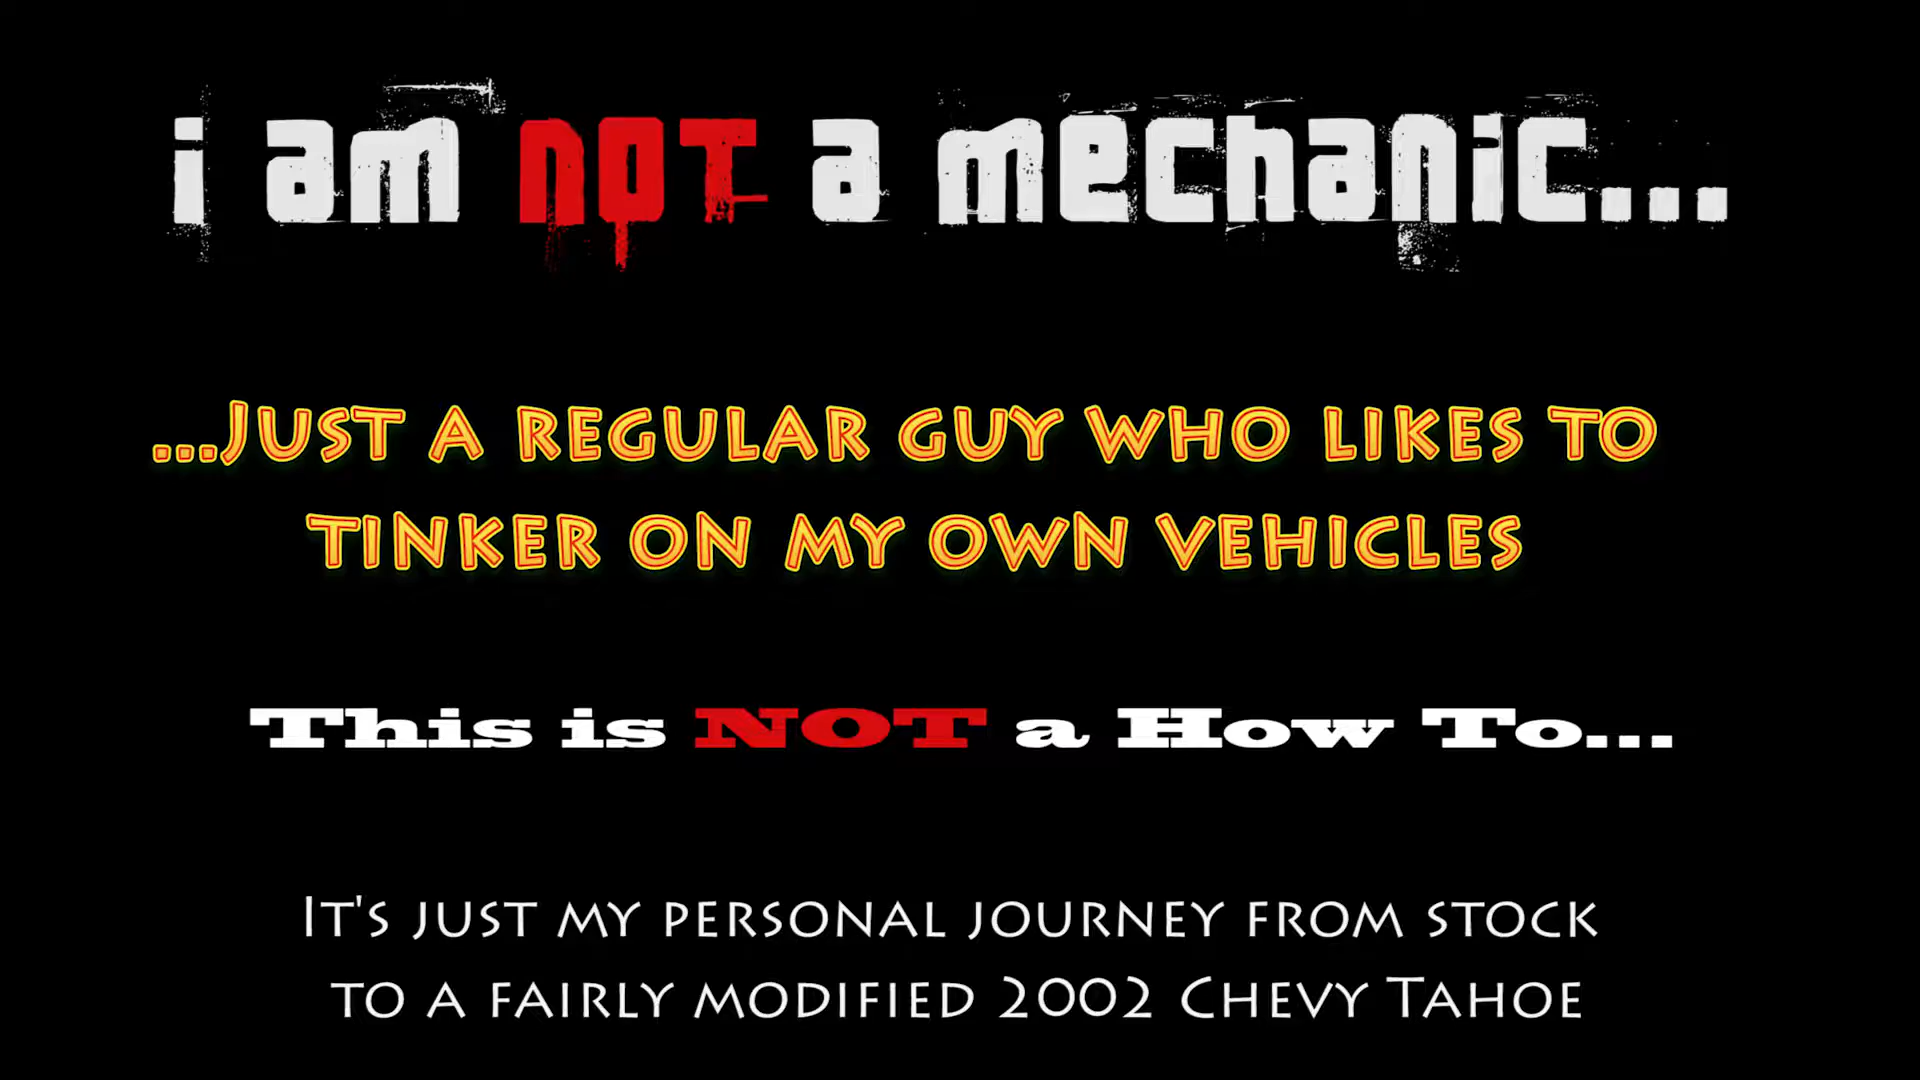 i am not a mechanic...
...Just a regular guy who likes to
tinker on my own vehicles
This is NOT a How To...
It's just my personal journey from stock
to a fairly modified 2002 Chevy Tahoe